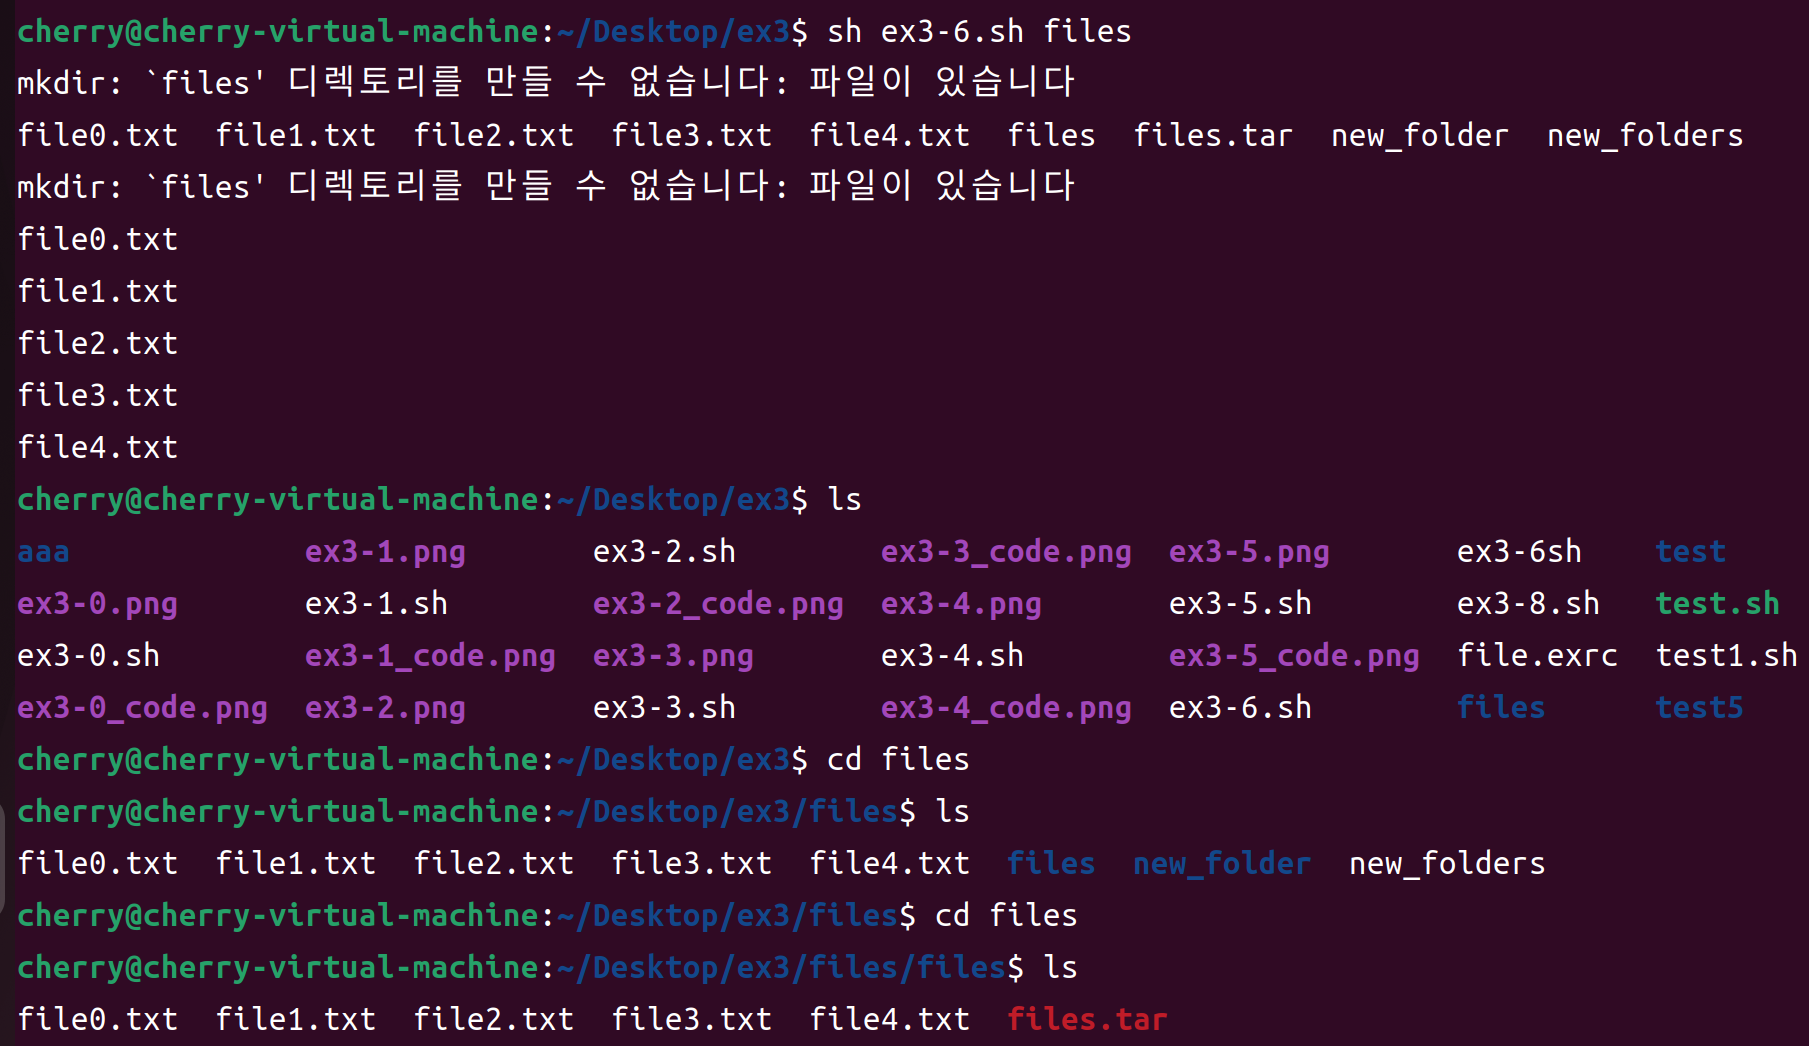 cherry@cherry-virtual-machine:~/Desktop/ex3$ sh ex3-6.sh files
mkdir: `files' 디렉토리를 만들 수 없습니다: 파일이 있습니다
file0.txt  file1.txt  file2.txt  file3.txt  file4.txt  files  files.tar  new_folder  new_folders
mkdir: `files' 디렉토리를 만들 수 없습니다: 파일이 있습니다
file0.txt
file1.txt
file2.txt
file3.txt
file4.txt
cherry@cherry-virtual-machine:~/Desktop/ex3$ ls
aaa             ex3-1.png       ex3-2.sh        ex3-3_code.png  ex3-5.png       ex3-6sh    test
ex3-0.png       ex3-1.sh        ex3-2_code.png  ex3-4.png       ex3-5.sh        ex3-8.sh   test.sh
ex3-0.sh        ex3-1_code.png  ex3-3.png       ex3-4.sh        ex3-5_code.png  file.exrc  test1.sh
ex3-0_code.png  ex3-2.png       ex3-3.sh        ex3-4_code.png  ex3-6.sh        files      test5
cherry@cherry-virtual-machine:~/Desktop/ex3$ cd files
cherry@cherry-virtual-machine:~/Desktop/ex3/files$ ls
file0.txt  file1.txt  file2.txt  file3.txt  file4.txt  files  new_folder  new_folders
cherry@cherry-virtual-machine:~/Desktop/ex3/files$ cd files
cherry@cherry-virtual-machine:~/Desktop/ex3/files/files$ ls
file0.txt  file1.txt  file2.txt  file3.txt  file4.txt  files.tar